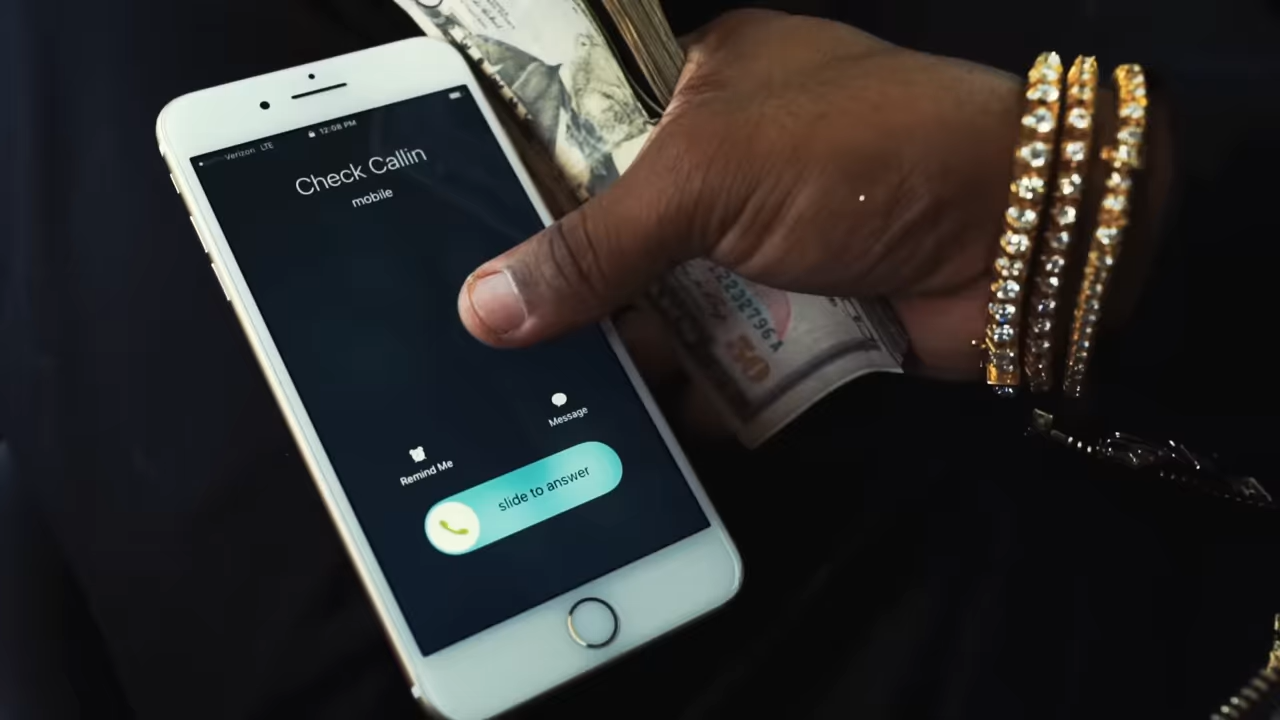 Verizon LTE
12:08 PM
Check Callin
mobile
Remind Me
Message
slide to answer
50